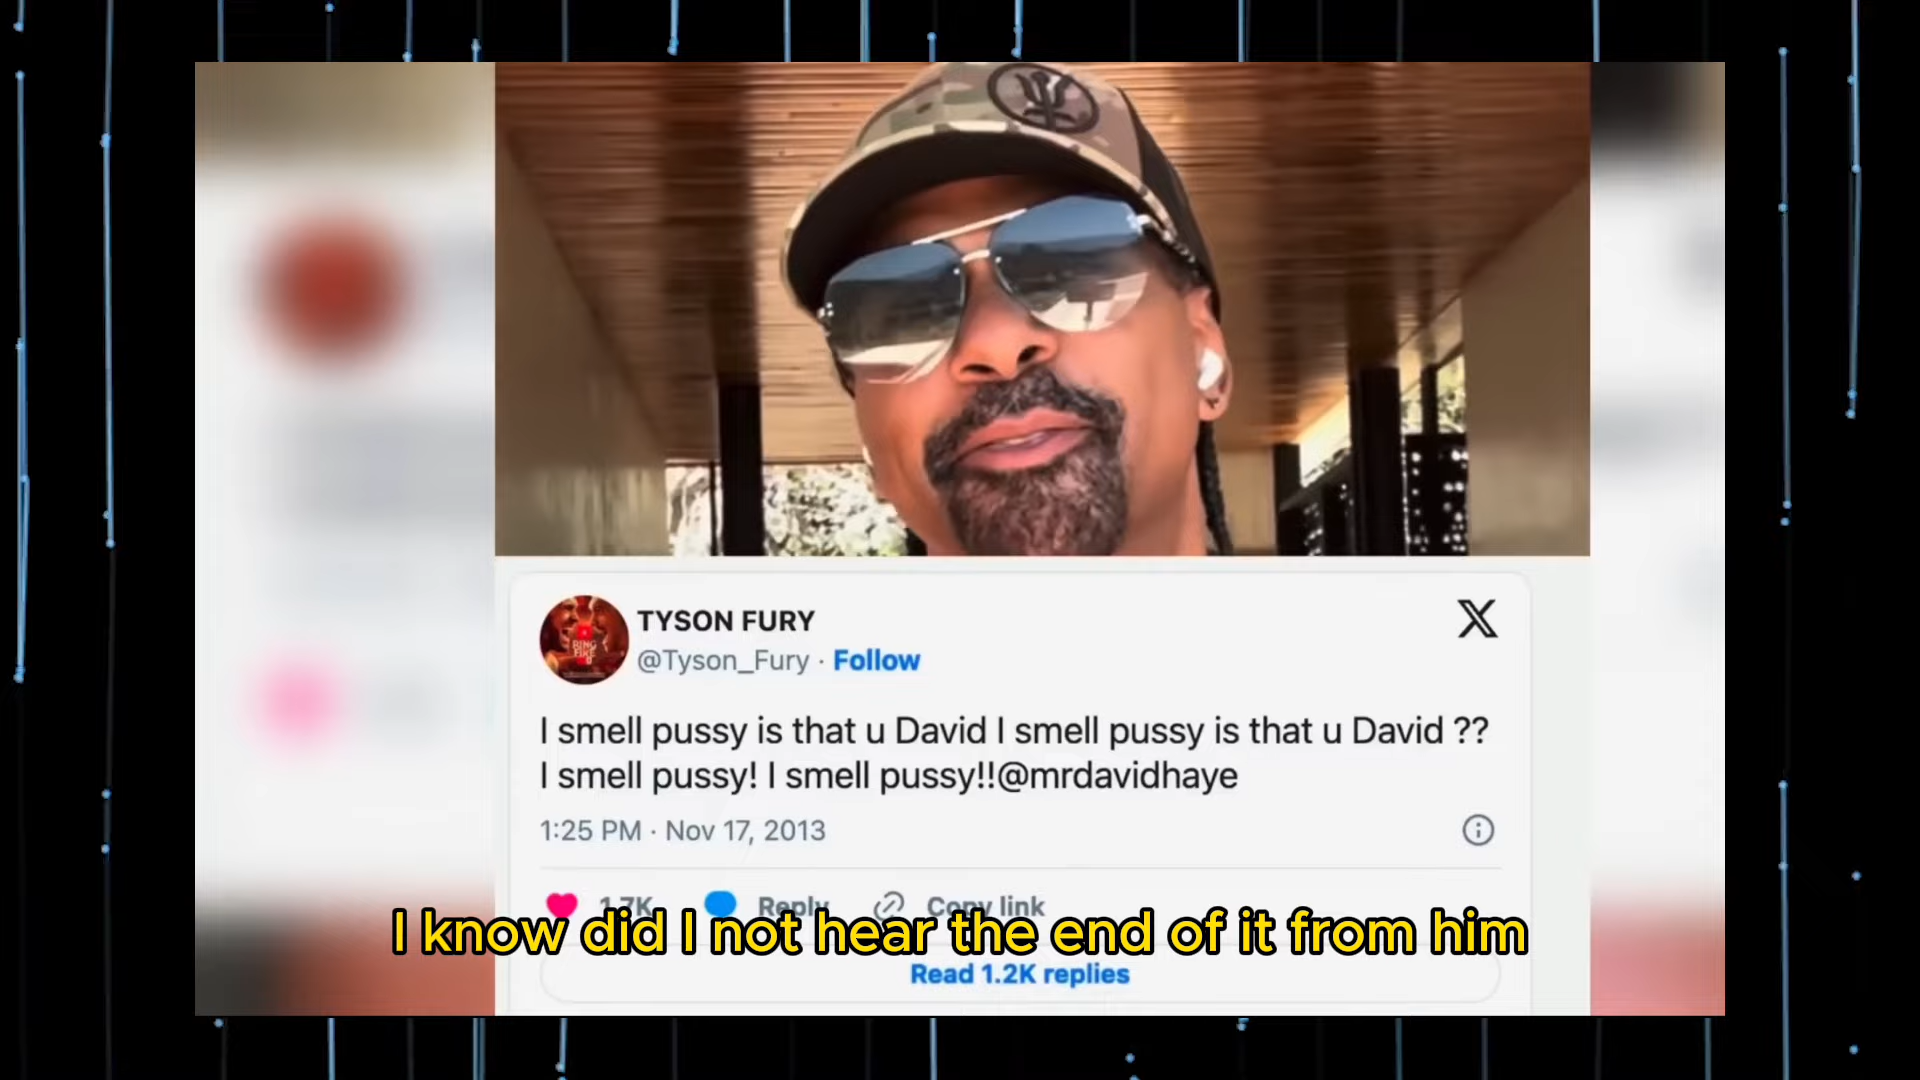 TYSON FURY
@Tyson_Fury · Follow
I smell pussy is that u David I smell pussy is that u David ??
I smell pussy! I smell pussy!!@mrdavidhaye
1:25 PM · Nov 17, 2013
1.7K Reply Copy link
I know did I not hear the end of it from him
Read 1.2K replies